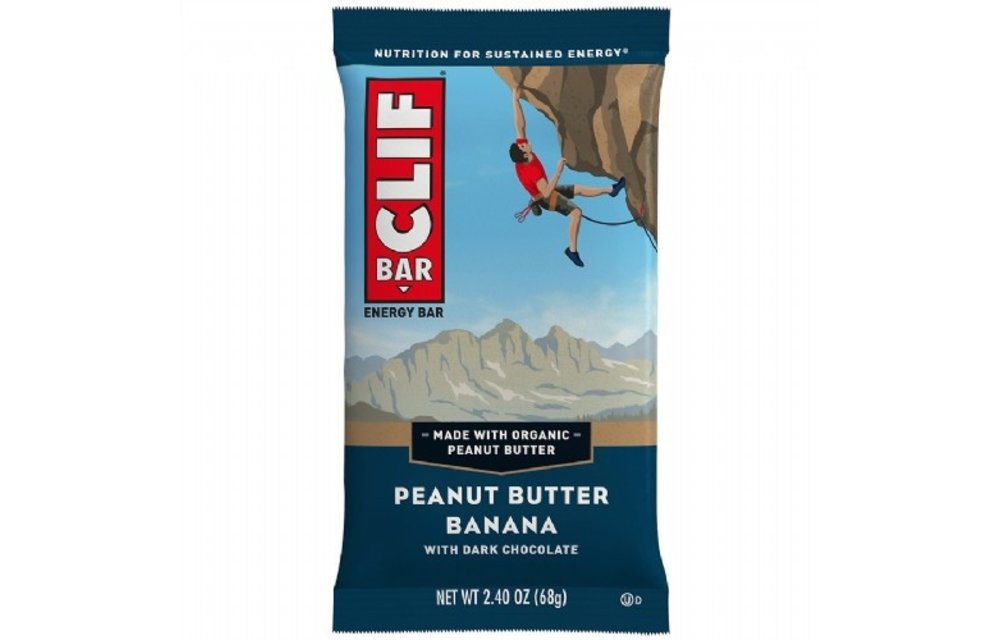 NUTRITION FOR SUSTAINED ENERGY®
CLIF®
BAR
ENERGY BAR
- MADE WITH ORGANIC -
PEANUT BUTTER
PEANUT BUTTER
BANANA
WITH DARK CHOCOLATE
NET WT 2.40 OZ (68g)
Ⓤ D